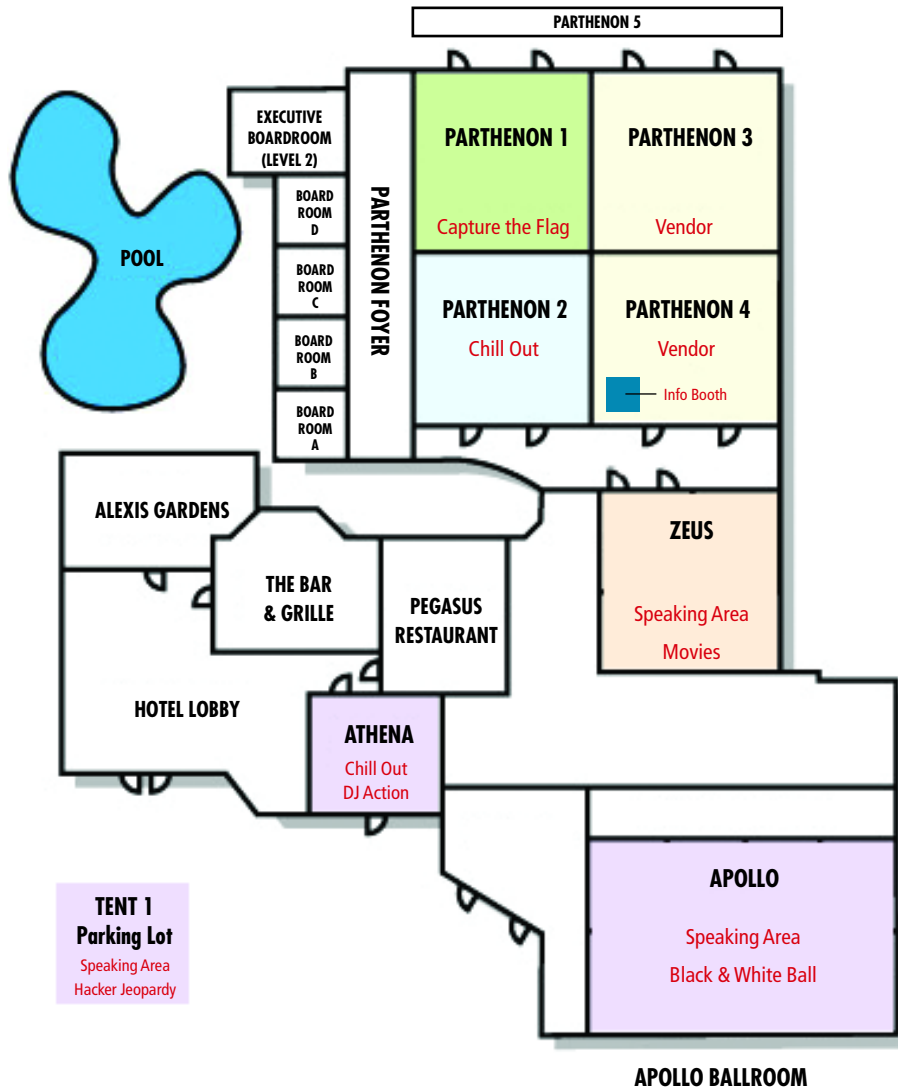 PARTHENON 5
EXECUTIVE
BOARDROOM
(LEVEL 2)
PARTHENON 1
Capture the Flag
PARTHENON 3
Vendor
BOARD
ROOM
D
PARTHENON FOYER
POOL
BOARD
ROOM
C
PARTHENON 2
Chill Out
PARTHENON 4
Vendor
Info Booth
BOARD
ROOM
B
BOARD
ROOM
A
ALEXIS GARDENS
ZEUS
Speaking Area
Movies
THE BAR
& GRILLE
PEGASUS
RESTAURANT
HOTEL LOBBY
ATHENA
Chill Out
DJ Action
TENT 1
Parking Lot
Speaking Area
Hacker Jeopardy
APOLLO
Speaking Area
Black & White Ball
APOLLO BALLROOM